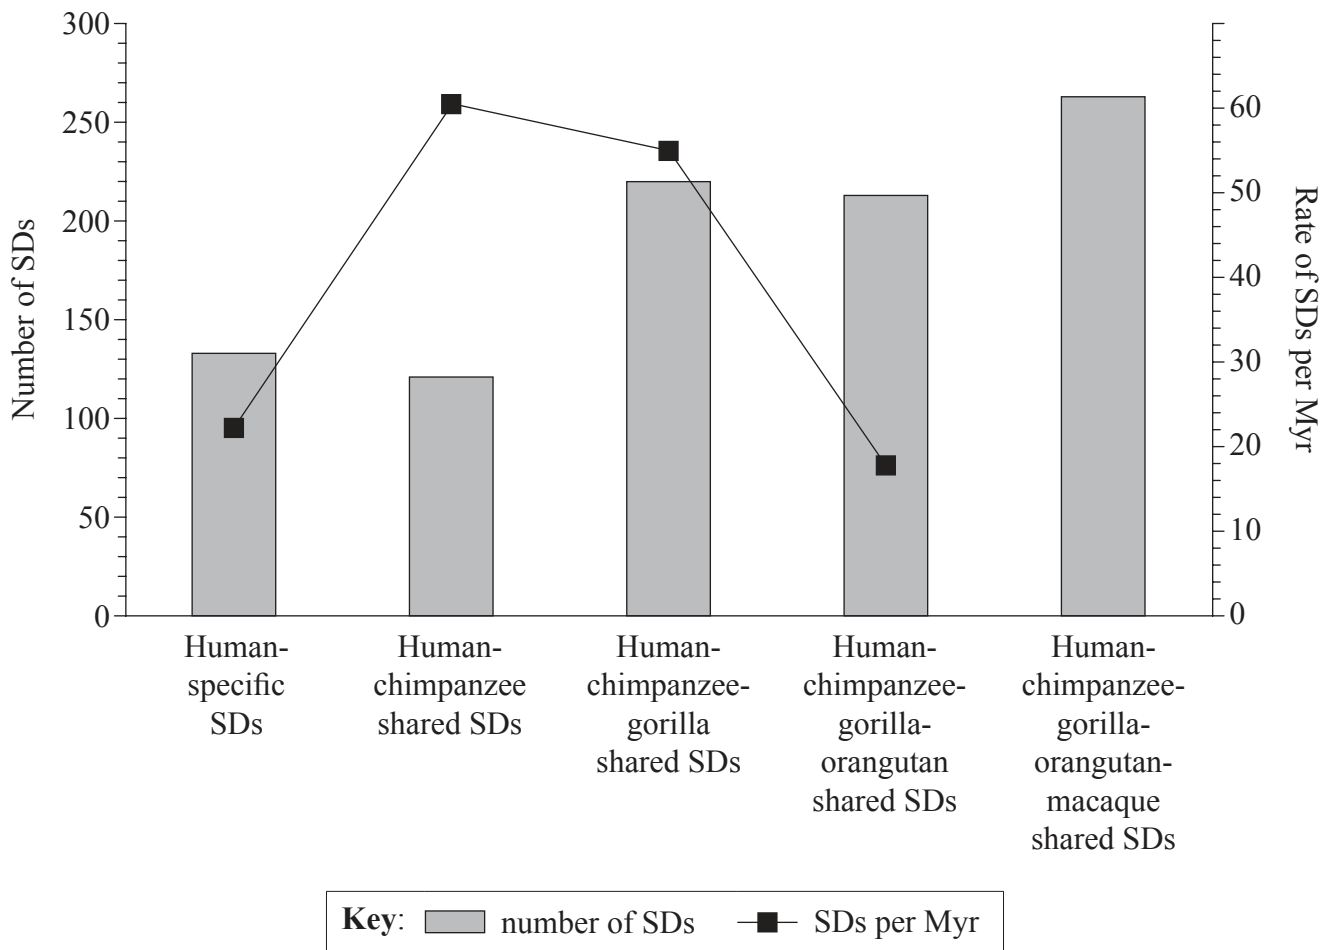 300
250
200
150
100
50
0
Number of SDs
60
50
40
30
20
10
0
Rate of SDs per Myr
Human-
specific
SDs
Human-
chimpanzee
shared SDs
Human-
chimpanzee-
gorilla
shared SDs
Human-
chimpanzee-
gorilla-
orangutan
shared SDs
Human-
chimpanzee-
gorilla-
orangutan-
macaque
shared SDs
Key: number of SDs SDs per Myr